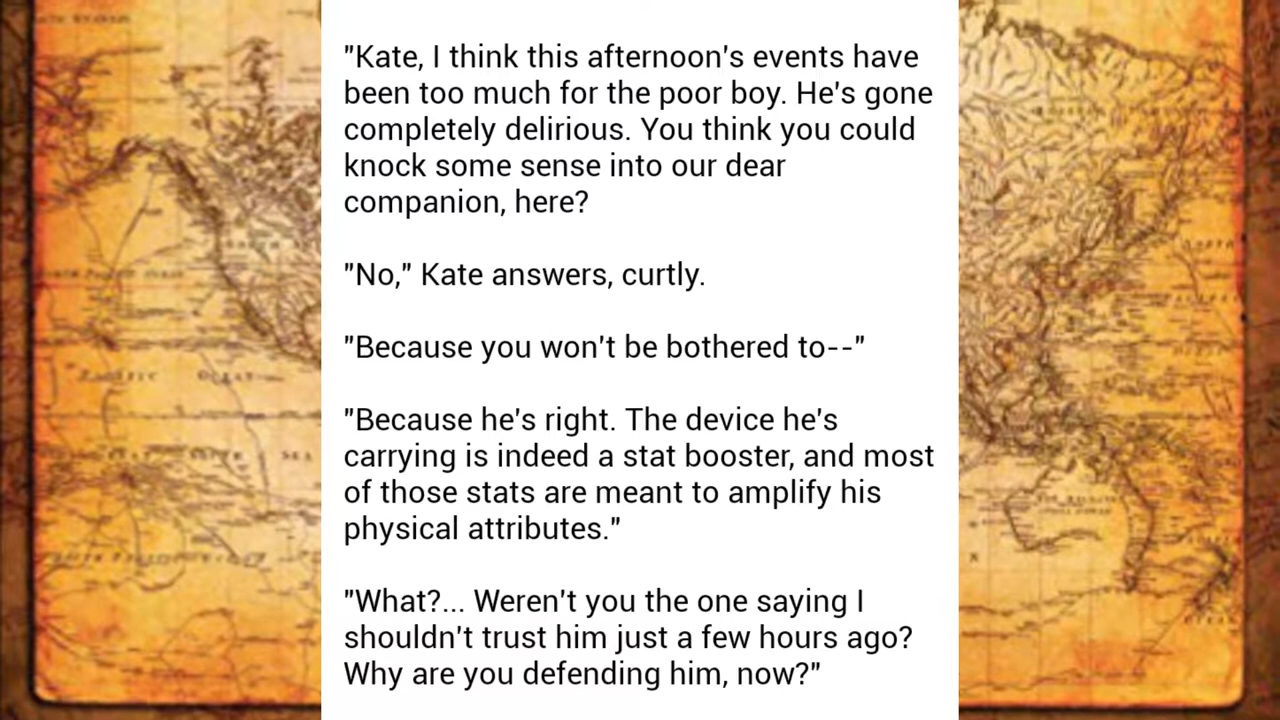 "Kate, I think this afternoon's events have
been too much for the poor boy. He's gone
completely delirious. You think you could
knock some sense into our dear
companion, here?
"No," Kate answers, curtly.
"Because you won't be bothered to--"
"Because he's right. The device he's
carrying is indeed a stat booster, and most
of those stats are meant to amplify his
physical attributes."
"What?... Weren't you the one saying I
shouldn't trust him just a few hours ago?
Why are you defending him, now?"